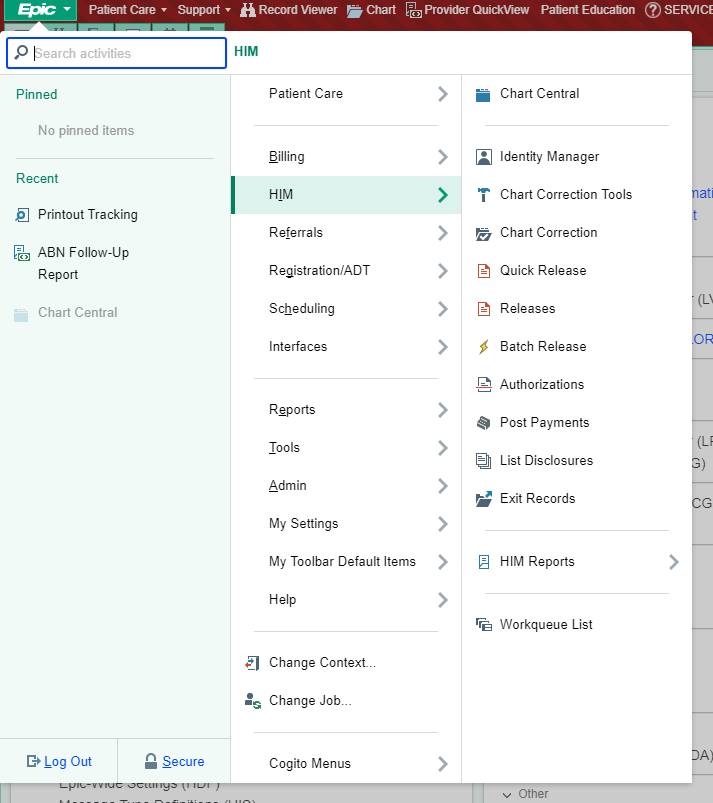 Epic Patient Care Support Record Viewer Chart Provider QuickView Patient Education SERVICE
Search activities
HIM
Pinned
No pinned items
Recent
Printout Tracking
ABN Follow-Up
Report
Chart Central
Log Out
Secure
Patient Care
Billing
HIM
Referrals
Registration/ADT
Scheduling
Interfaces
Reports
Tools
Admin
My Settings
My Toolbar Default Items
Help
Change Context...
Change Job...
Cogito Menus
Chart Central
Identity Manager
Chart Correction Tools
Chart Correction
Quick Release
Releases
Batch Release
Authorizations
Post Payments
List Disclosures
Exit Records
HIM Reports
Workqueue List
Other